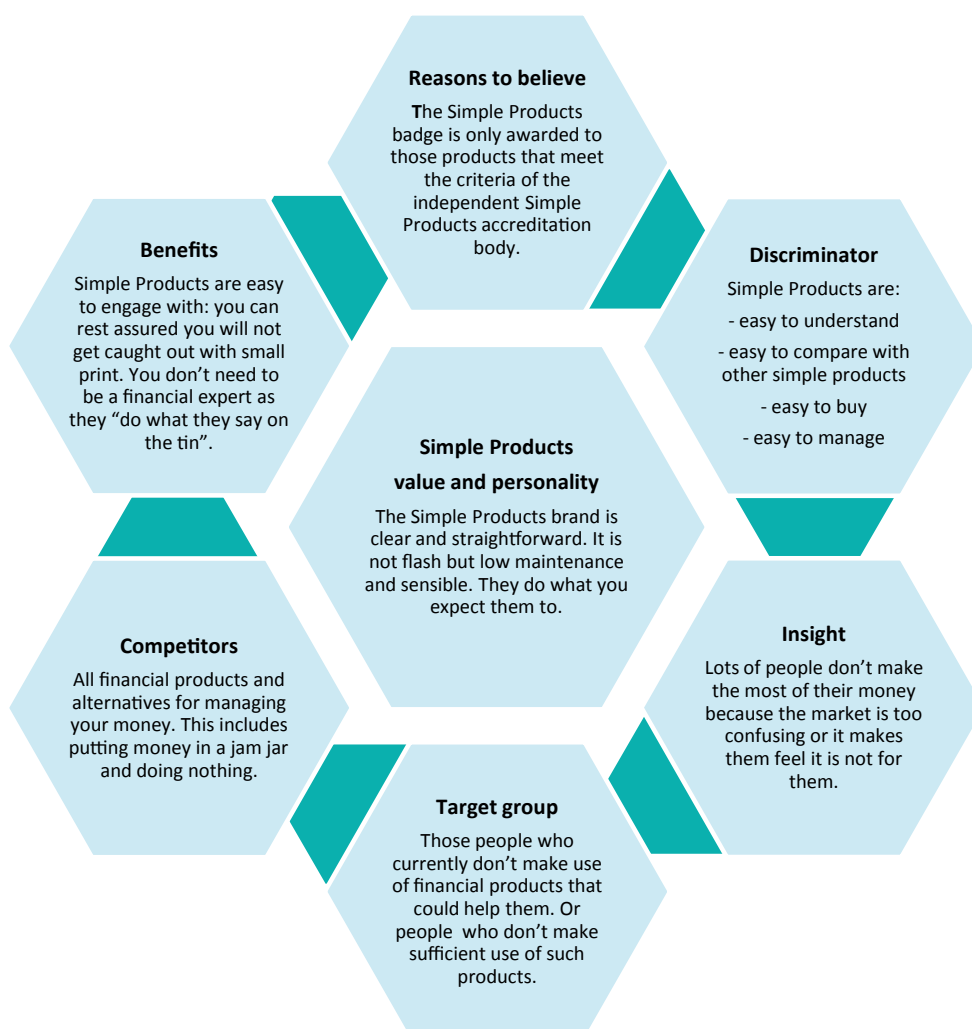 Reasons to believe
The Simple Products
badge is only awarded to
those products that meet
the criteria of the
independent Simple
Products accreditation
body.
Benefits
Simple Products are easy
to engage with: you can
rest assured you will not
get caught out with small
print. You don’t need to
be a financial expert as
they “do what they say on
the tin”.
Discriminator
Simple Products are:
- easy to understand
- easy to compare with
other simple products
- easy to buy
- easy to manage
Simple Products
value and personality
The Simple Products brand is
clear and straightforward. It is
not flash but low maintenance
and sensible. They do what you
expect them to.
Competitors
All financial products and
alternatives for managing
your money. This includes
putting money in a jam jar
and doing nothing.
Insight
Lots of people don’t make
the most of their money
because the market is too
confusing or it makes
them feel it is not for
them.
Target group
Those people who
currently don’t make use
of financial products that
could help them. Or
people  who don’t make
sufficient use of such
products.